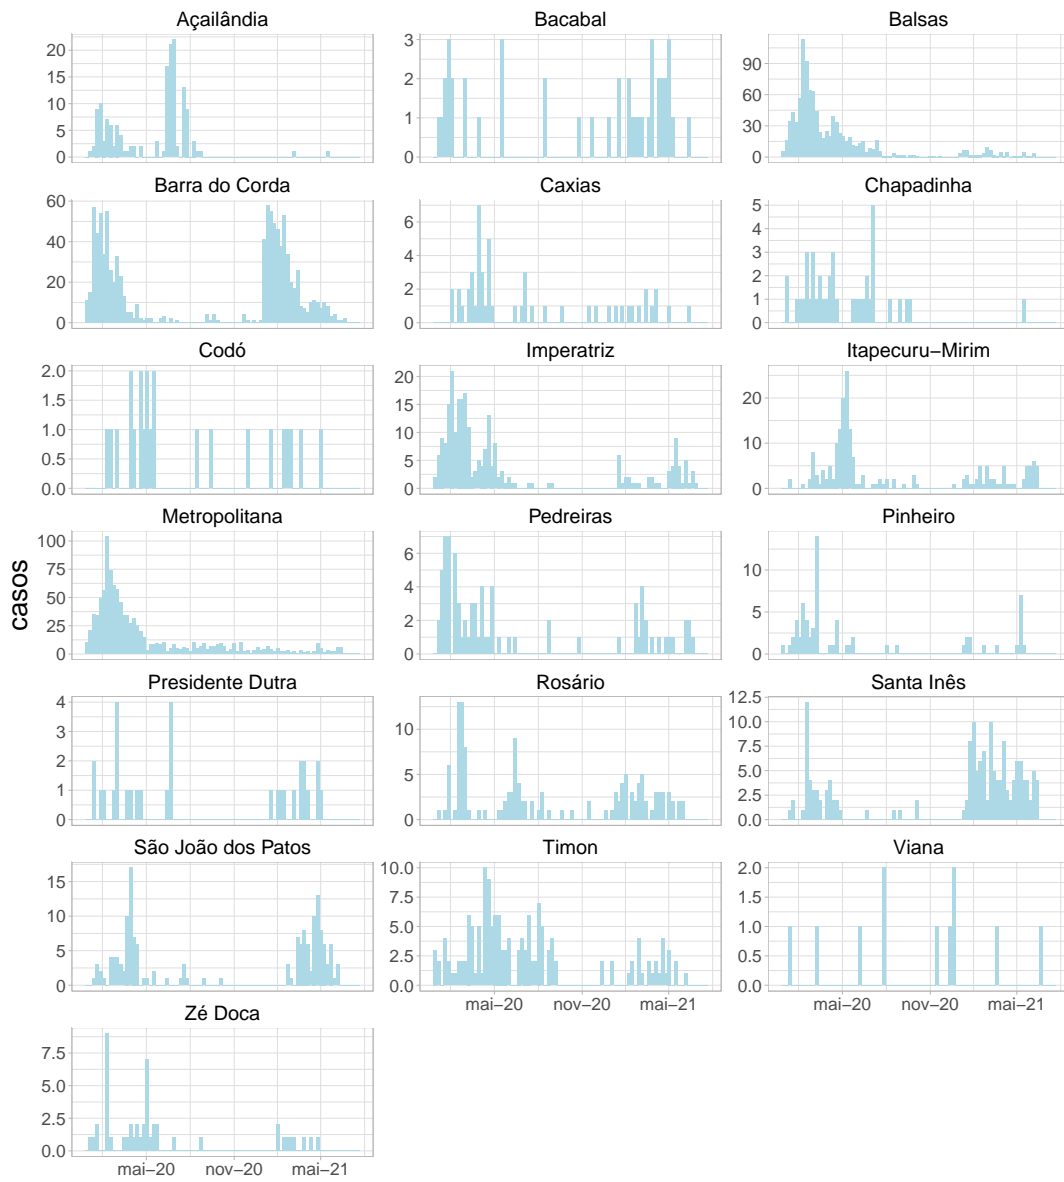 Açailândia Bacabal Balsas
20 15 10 5 0
3 2 1 0
90 60 30 0
Barra do Corda Caxias Chapadinha
60 40 20 0
6 4 2 0
5 4 3 2 1 0
Codó Imperatriz Itapecuru−Mirim
2.0 1.5 1.0 0.5 0.0
20 15 10 5 0
20 10 0
Metropolitana Pedreiras Pinheiro
100 75 50 25 0
6 4 2 0
10 5 0
casos
Presidente Dutra Rosário Santa Inês
4 3 2 1 0
10 5 0
12.5 10.0 7.5 5.0 2.5 0.0
São João dos Patos Timon Viana
15 10 5 0
10.0 7.5 5.0 2.5 0.0
2.0 1.5 1.0 0.5 0.0
mai−20 nov−20 mai−21 mai−20 nov−20 mai−21
Zé Doca
7.5 5.0 2.5 0.0
mai−20 nov−20 mai−21